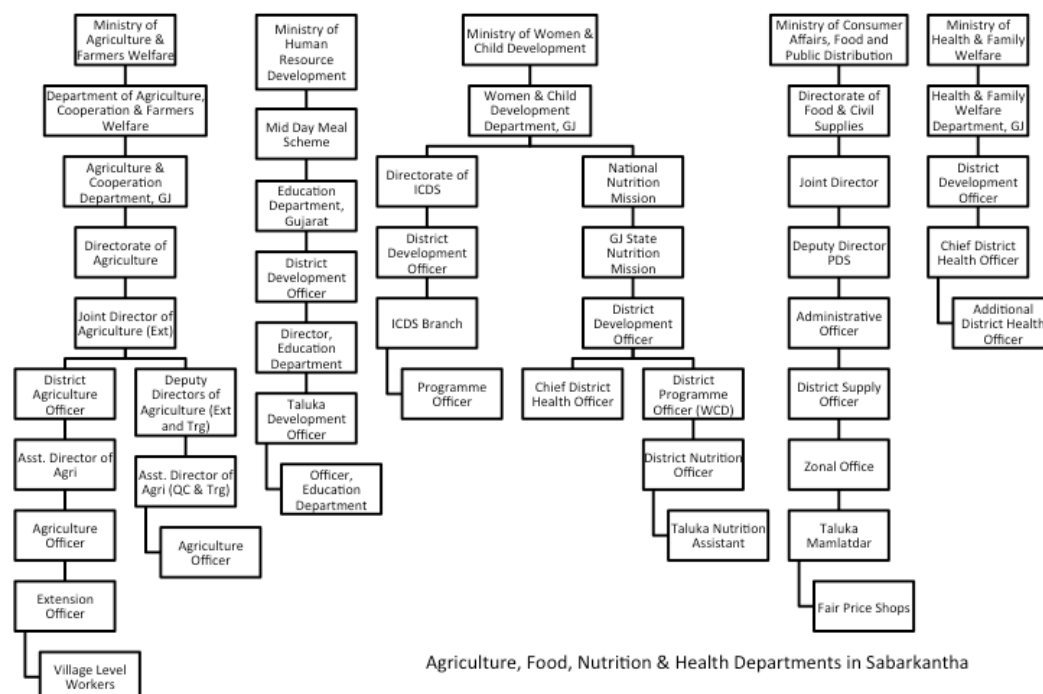 Ministry of
Agriculture &
Farmers Welfare
Department of Agriculture,
Cooperation & Farmers
Welfare
Agriculture &
Cooperation
Department, GJ
Directorate of
Agriculture
Joint Director of
Agriculture (Ext)
District
Agriculture
Officer
Asst. Director of
Agri
Agriculture
Officer
Extension
Officer
Village Level
Workers
Deputy
Directors of
Agriculture (Ext
and Trg)
Asst. Director of
Agri (QC & Trg)
Agriculture
Officer
Ministry of
Human
Resource
Development
Mid Day Meal
Scheme
Education
Department,
Gujarat
District
Development
Officer
Director,
Education
Department
Taluka
Development
Officer
Officer,
Education
Department
Ministry of Women &
Child Development
Women & Child
Development
Department, GJ
Directorate of
ICDS
District
Development
Officer
ICDS Branch
Programme
Officer
National
Nutrition
Mission
GJ State
Nutrition
Mission
District
Development
Officer
Chief District
Health Officer
District
Programme
Officer (WCD)
District Nutrition
Officer
Taluka Nutrition
Assistant
Ministry of Consumer
Affairs, Food and
Public Distribution
Directorate of
Food & Civil
Supplies
Joint Director
Deputy Director
PDS
Administrative
Officer
District Supply
Officer
Zonal Office
Taluka
Mamlatdar
Fair Price Shops
Ministry of
Health & Family
Welfare
Health & Family
Welfare
Department, GJ
District
Development
Officer
Chief District
Health Officer
Additional
District Health
Officer
Agriculture, Food, Nutrition & Health Departments in Sabarkantha